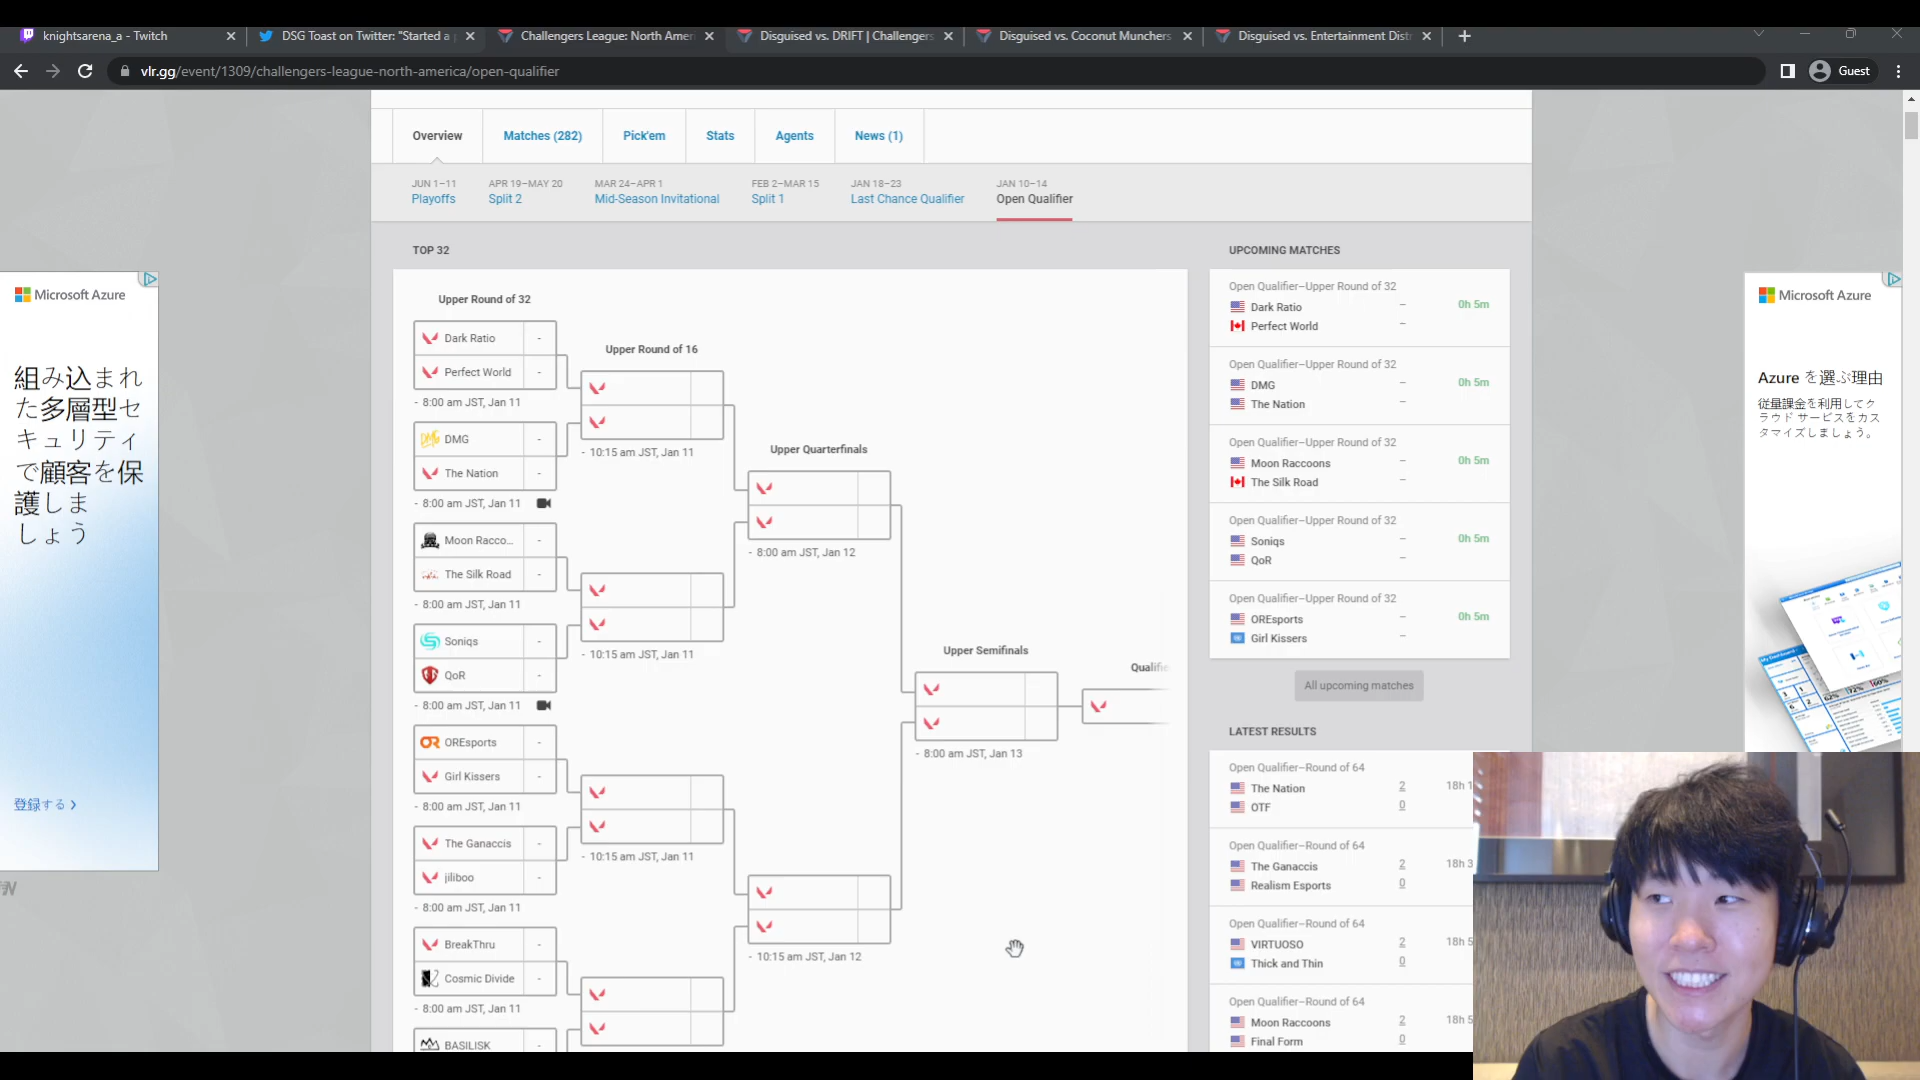 knightsarena_a - Twitch
DSG Toast on Twitter: "Started a
Challengers League: North Ameri
Disguised vs. DRIFT | Challengers
Disguised vs. Coconut Munchers
Disguised vs. Entertainment Distr
vlr.gg/event/1309/challengers-league-north-america/open-qualifier
Guest
Overview
Matches (282)
Pick'em
Stats
Agents
News (1)
JUN 1–11
Playoffs
APR 19–MAY 20
Split 2
MAR 24–APR 1
Mid-Season Invitational
FEB 2–MAR 15
Split 1
JAN 18–23
Last Chance Qualifier
JAN 10–14
Open Qualifier
TOP 32
Upper Round of 32
Dark Ratio -
Perfect World -
- 8:00 am JST, Jan 11
DMG -
The Nation -
- 8:00 am JST, Jan 11
Moon Racco... -
The Silk Road -
- 8:00 am JST, Jan 11
Soniqs -
QoR -
- 8:00 am JST, Jan 11
OREsports -
Girl Kissers -
- 8:00 am JST, Jan 11
The Ganaccis -
jiliboo -
- 8:00 am JST, Jan 11
BreakThru -
Cosmic Divide -
- 8:00 am JST, Jan 11
BASILISK -
Upper Round of 16
- 10:15 am JST, Jan 11
- 10:15 am JST, Jan 11
- 10:15 am JST, Jan 11
Upper Quarterfinals
- 8:00 am JST, Jan 12
- 10:15 am JST, Jan 12
Upper Semifinals
- 8:00 am JST, Jan 13
Qualifie
UPCOMING MATCHES
Open Qualifier–Upper Round of 32
Dark Ratio – 0h 5m
Perfect World –
Open Qualifier–Upper Round of 32
DMG – 0h 5m
The Nation –
Open Qualifier–Upper Round of 32
Moon Raccoons – 0h 5m
The Silk Road –
Open Qualifier–Upper Round of 32
Soniqs – 0h 5m
QoR –
Open Qualifier–Upper Round of 32
OREsports – 0h 5m
Girl Kissers –
All upcoming matches
LATEST RESULTS
Open Qualifier–Round of 64
The Nation 2 18h 1
OTF 0
Open Qualifier–Round of 64
The Ganaccis 2 18h 3
Realism Esports 0
Open Qualifier–Round of 64
VIRTUOSO 2 18h 5
Thick and Thin 0
Open Qualifier–Round of 64
Moon Raccoons 2 18h 5
Final Form 0
Microsoft Azure
組み込まれ
た多層型セ
キュリティ
で顧客を保
護しま
しょう
登録する >
Microsoft Azure
Azure を選ぶ理由
従量課金を利用してク
ラウド サービスをカス
タマイズしましょう。